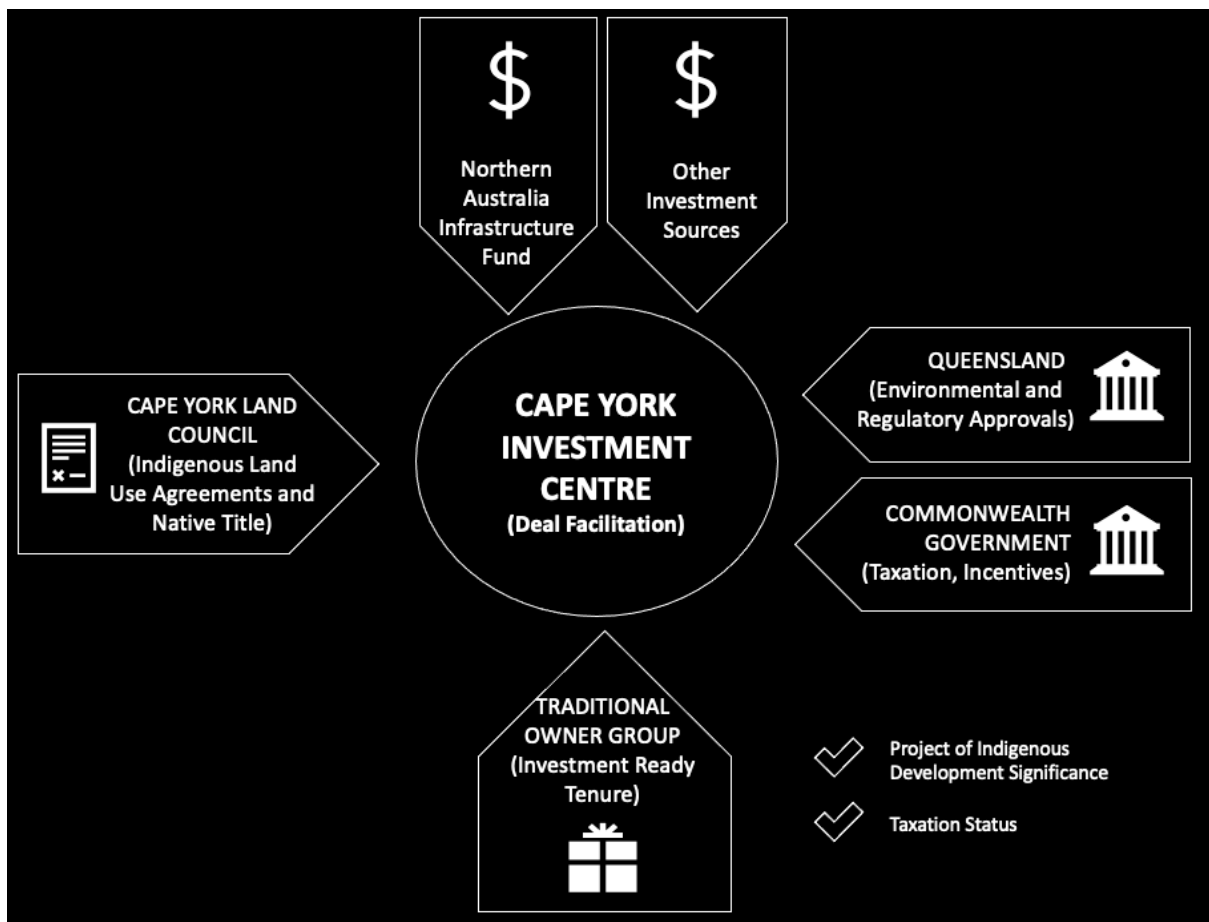 $
Northern
Australia
Infrastructure
Fund
$
Other
Investment
Sources
CAPE YORK LAND
COUNCIL
(Indigenous Land
Use Agreements and
Native Title)
CAPE YORK
INVESTMENT
CENTRE
(Deal Facilitation)
QUEENSLAND
(Environmental and
Regulatory Approvals)
COMMONWEALTH
GOVERNMENT
(Taxation, Incentives)
TRADITIONAL
OWNER GROUP
(Investment Ready
Tenure)
Project of Indigenous
Development Significance
Taxation Status